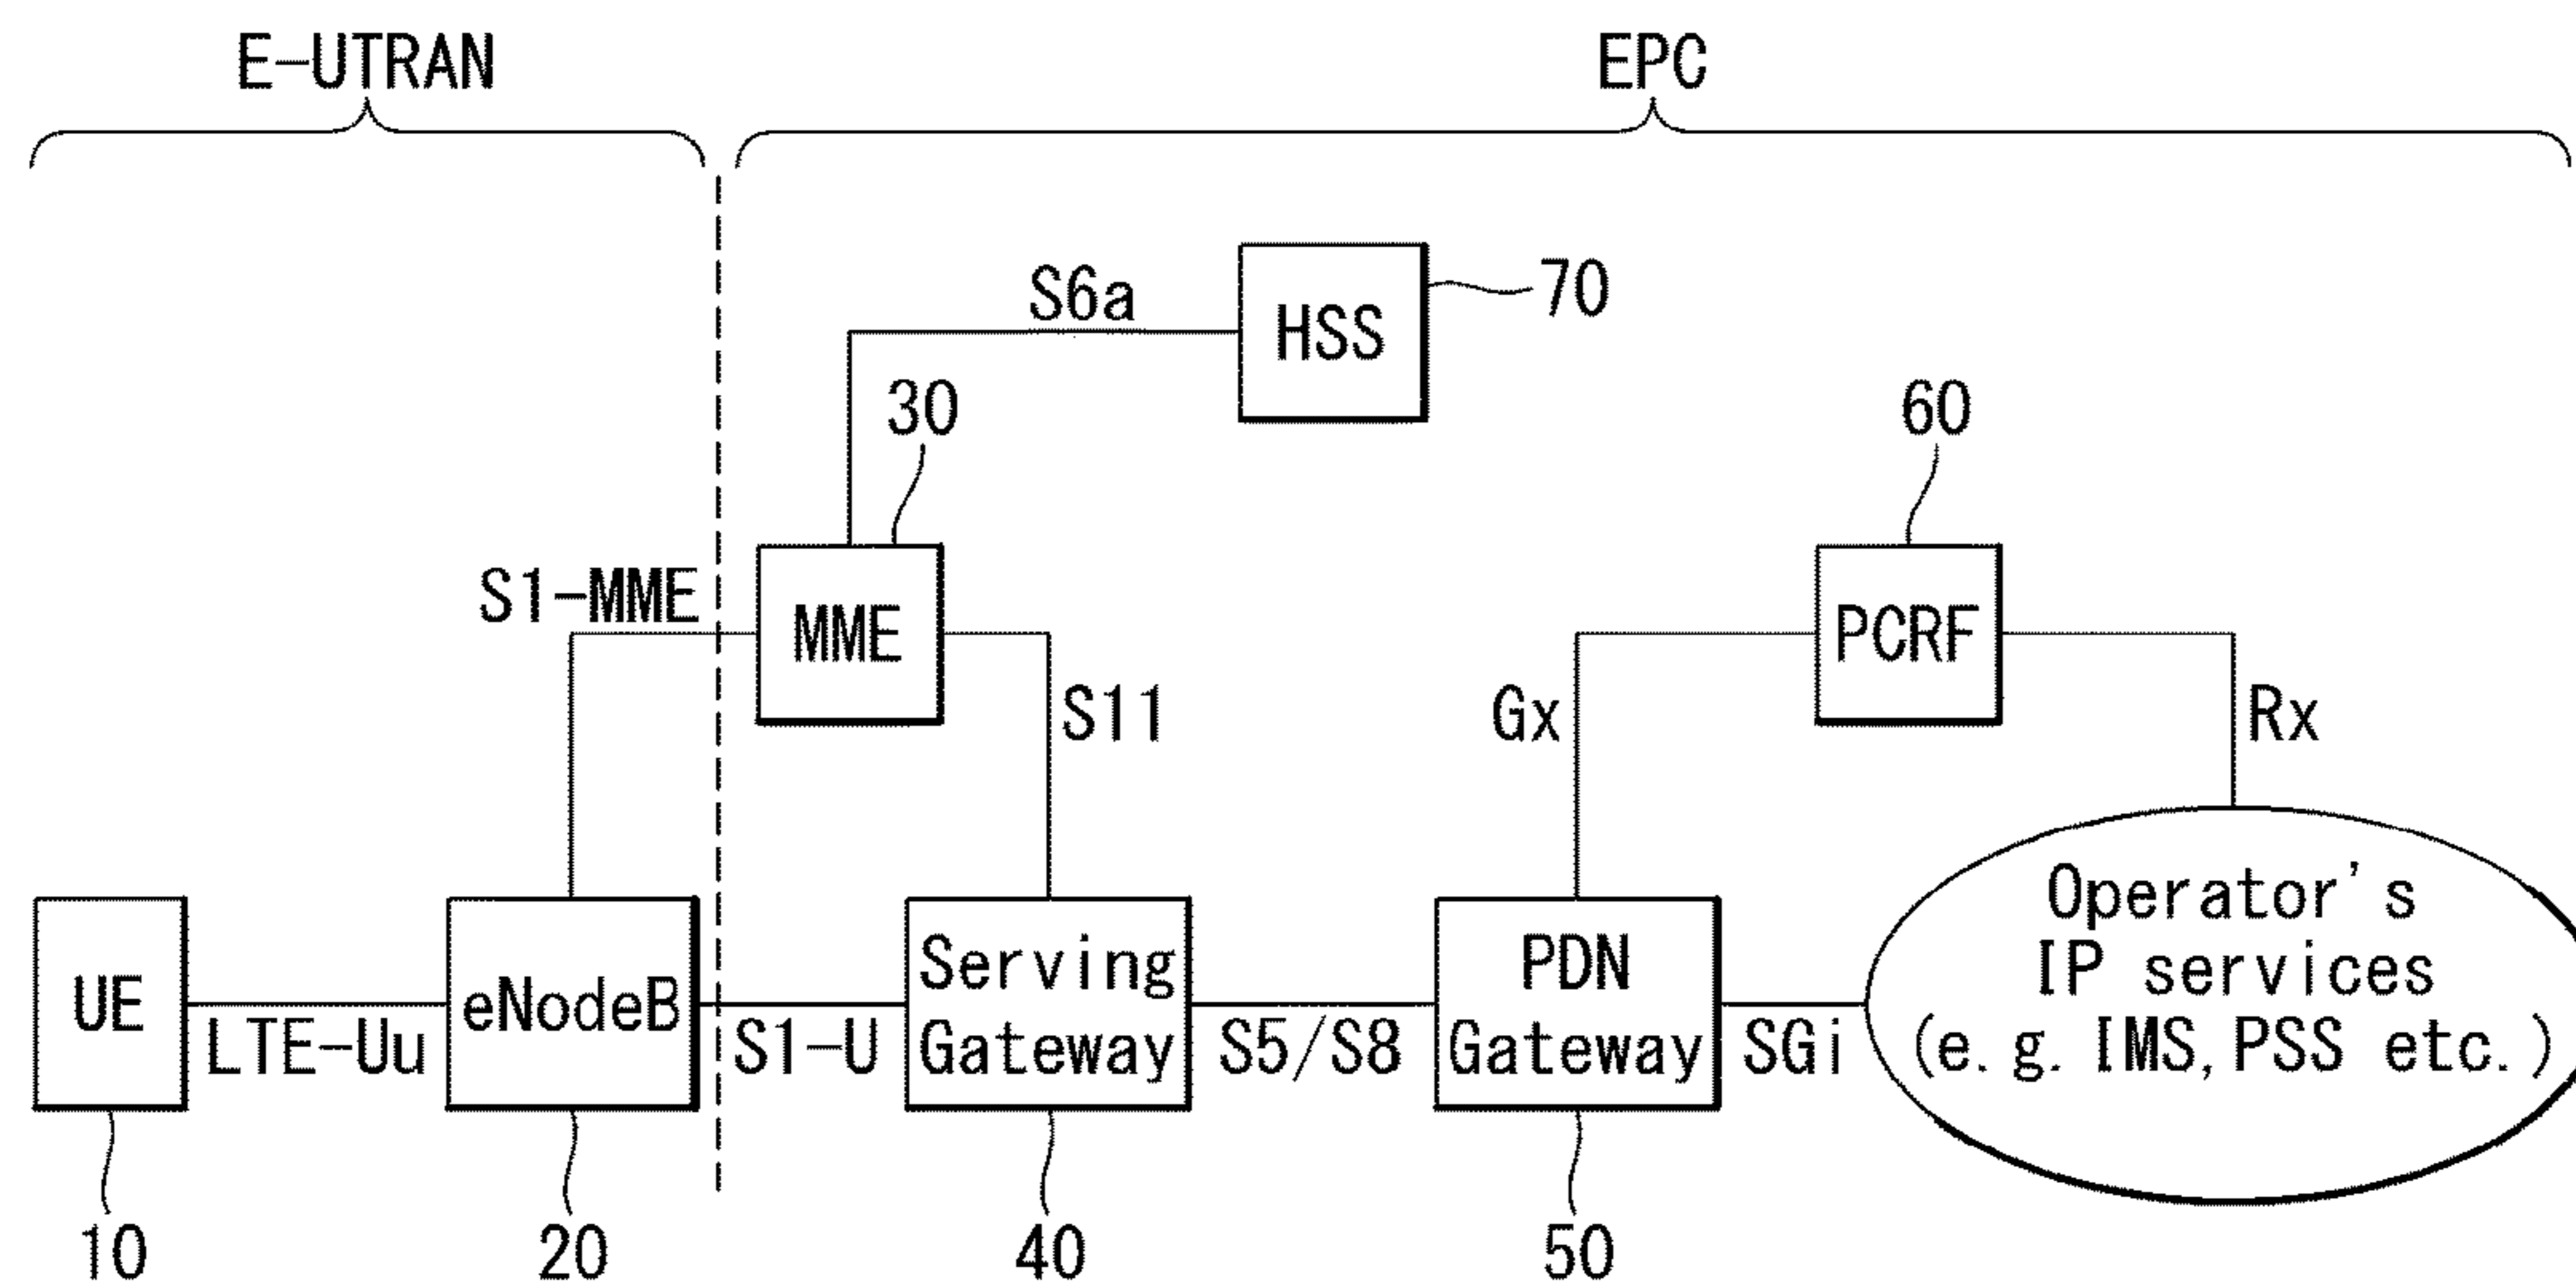 E-UTRAN
EPC
S6a
HSS
70
30
60
S1-MME
MME
PCRF
S11
Gx
Rx
UE
LTE-Uu
eNodeB
S1-U
Serving
Gateway
S5/S8
PDN
Gateway
SGi
Operator's
IP services
(e.g. IMS, PSS etc.)
10
20
40
50